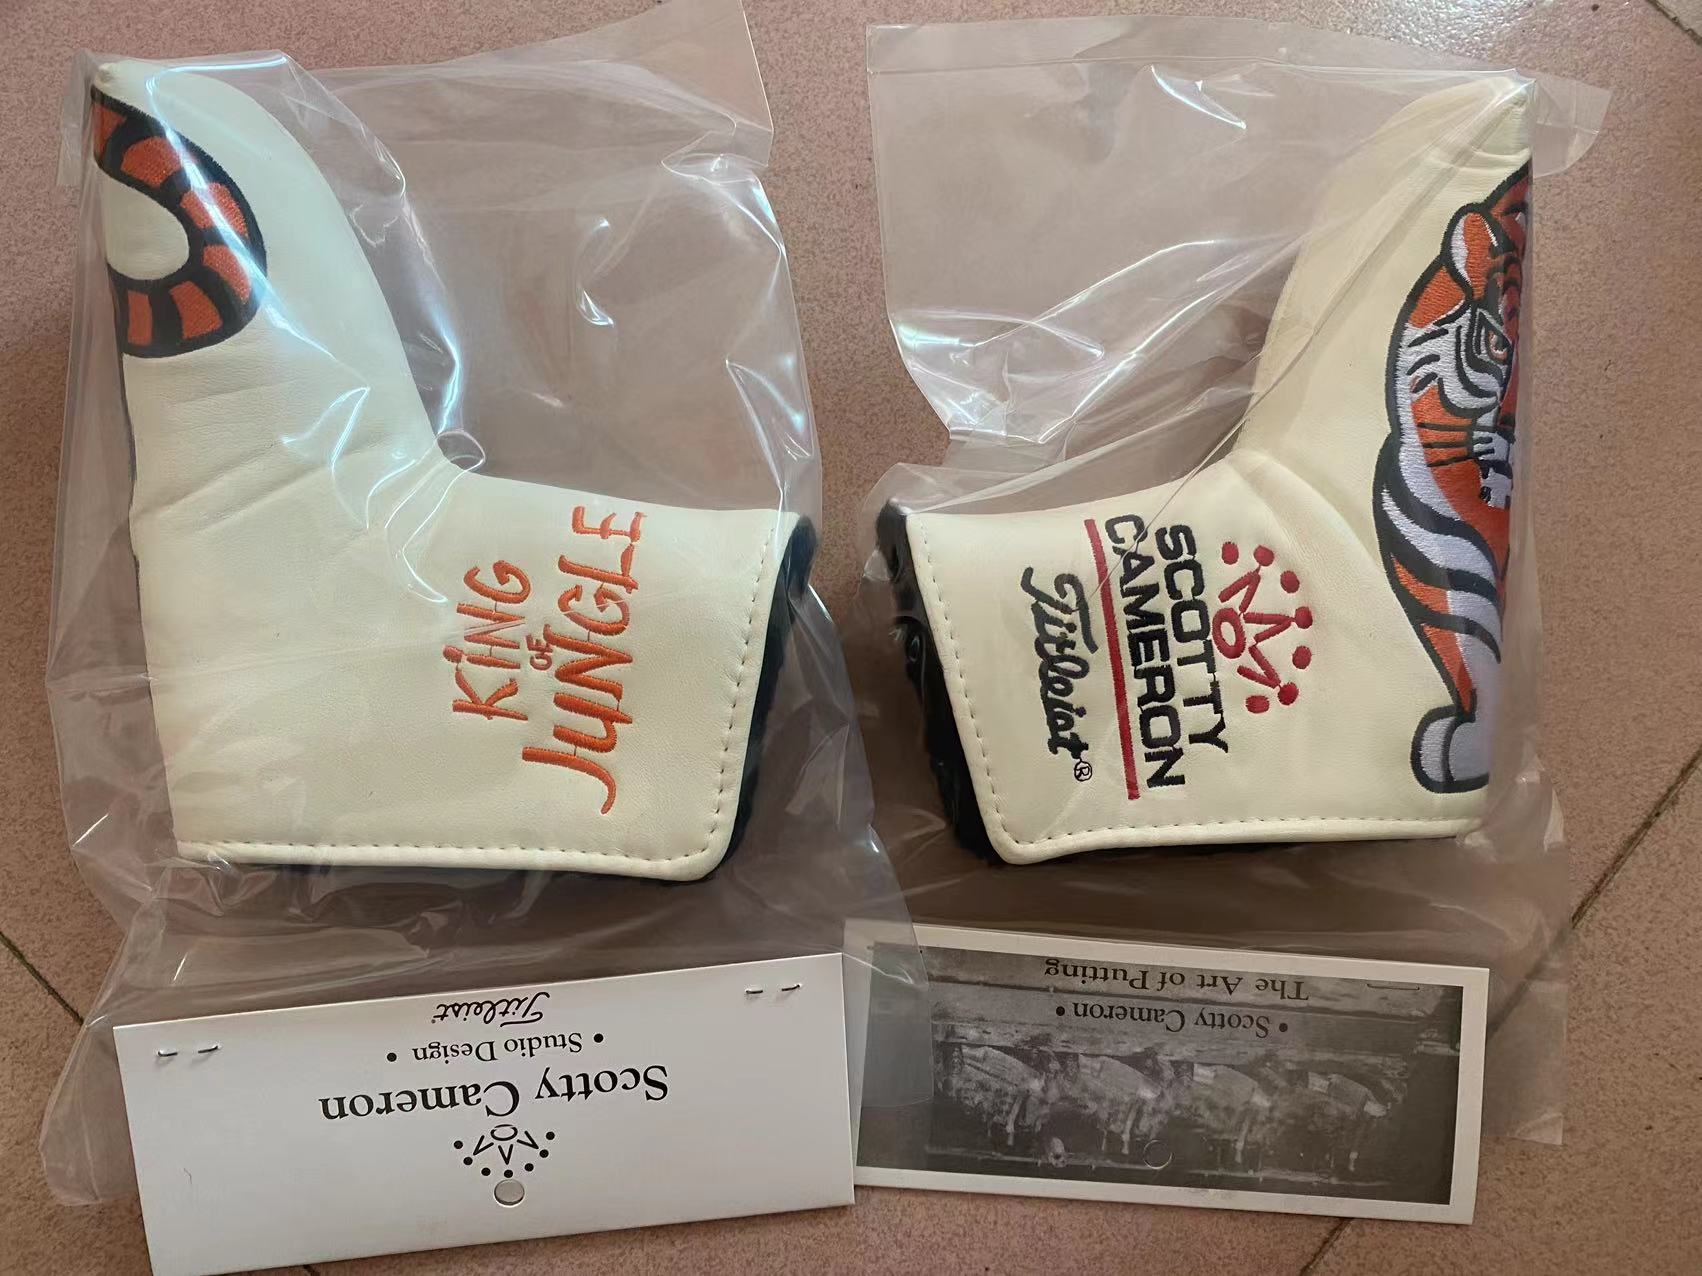 KING
OF
JUNGLE
SCOTTY
CAMERON
Titleist®
Scotty Cameron
• Studio Design •
Titleist
• Scotty Cameron •
The Art of Putting